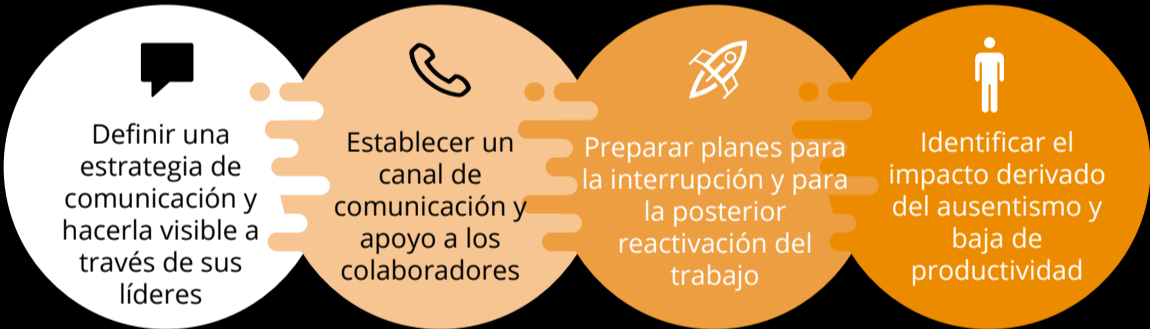 Definir una
estrategia de
comunicación y
hacerla visible a
través de sus
líderes
Establecer un
canal de
comunicación y
apoyo a los
colaboradores
Preparar planes para
la interrupción y para
la posterior
reactivación del
trabajo
Identificar el
impacto derivado
del ausentismo y
baja de
productividad